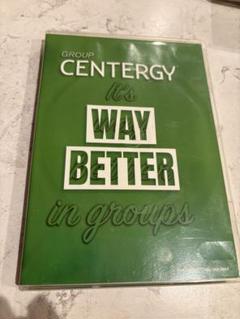 GROUP
CENTERGY
it's
WAY
BETTER
in groups